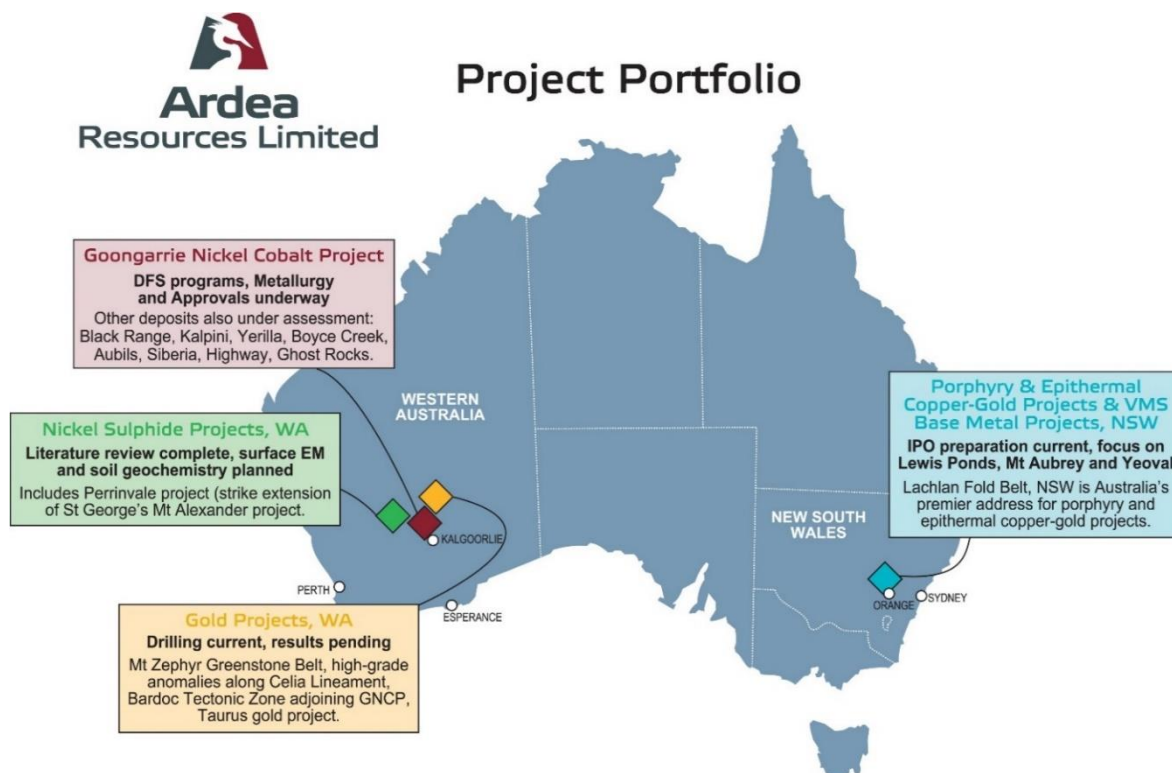 Ardea
Resources Limited
Project Portfolio
Goongarrie Nickel Cobalt Project
DFS programs, Metallurgy
and Approvals underway
Other deposits also under assessment:
Black Range, Kalpini, Yerilla, Boyce Creek,
Aubils, Siberia, Highway, Ghost Rocks.
Nickel Sulphide Projects, WA
Literature review complete, surface EM
and soil geochemistry planned
Includes Perrinvale project (strike extension
of St George's Mt Alexander project.
Gold Projects, WA
Drilling current, results pending
Mt Zephyr Greenstone Belt, high-grade
anomalies along Celia Lineament,
Bardoc Tectonic Zone adjoining GNCP,
Taurus gold project.
WESTERN
AUSTRALIA
KALGOORLIE
PERTH
ESPERANCE
Porphyry & Epithermal
Copper-Gold Projects & VMS
Base Metal Projects, NSW
IPO preparation current, focus on
Lewis Ponds, Mt Aubrey and Yeoval
Lachlan Fold Belt, NSW is Australia's
premier address for porphyry and
epithermal copper-gold projects.
NEW SOUTH
WALES
ORANGE
SYDNEY